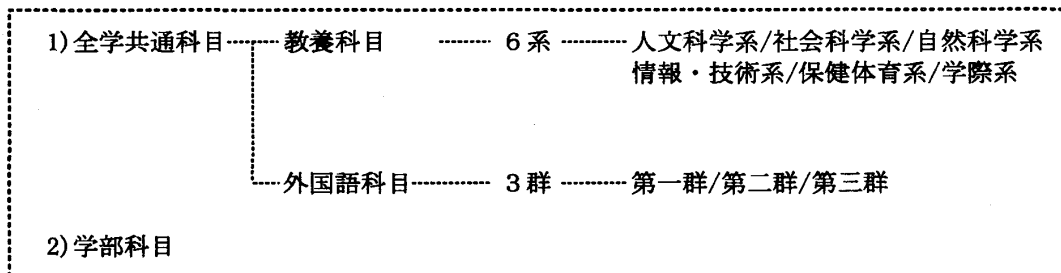 1) 全学共通科目 教養科目 6系 人文科学系/社会科学系/自然科学系
情報・技術系/保健体育系/学際系
外国語科目 3群 第一群/第二群/第三群
2) 学部科目